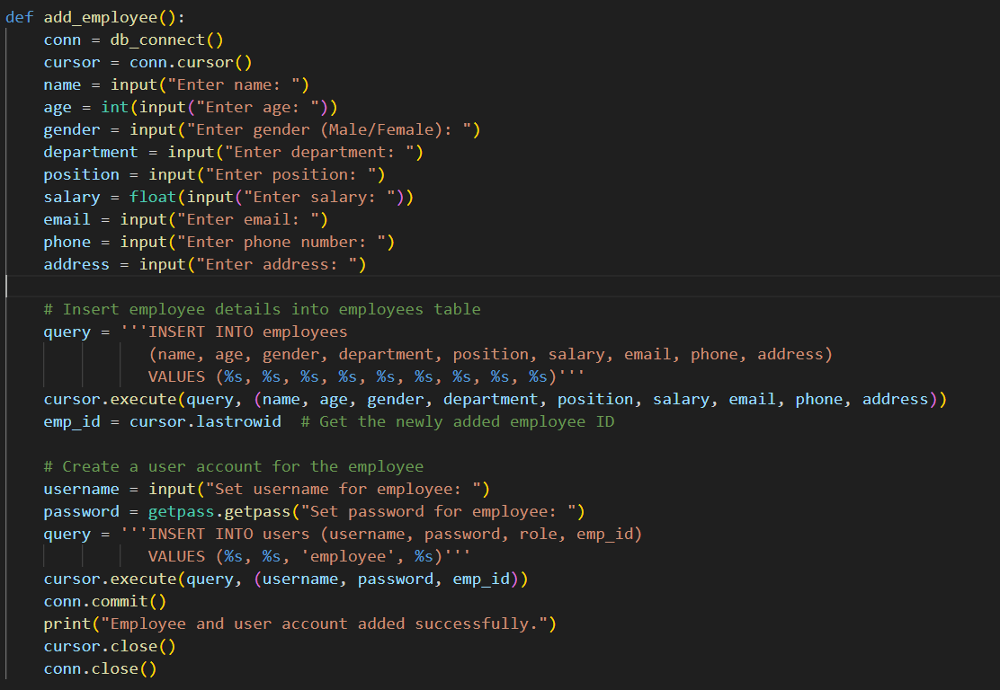 def add_employee():
    conn = db_connect()
    cursor = conn.cursor()
    name = input("Enter name: ")
    age = int(input("Enter age: "))
    gender = input("Enter gender (Male/Female): ")
    department = input("Enter department: ")
    position = input("Enter position: ")
    salary = float(input("Enter salary: "))
    email = input("Enter email: ")
    phone = input("Enter phone number: ")
    address = input("Enter address: ")

    # Insert employee details into employees table
    query = '''INSERT INTO employees
               (name, age, gender, department, position, salary, email, phone, address)
               VALUES (%s, %s, %s, %s, %s, %s, %s, %s, %s)'''
    cursor.execute(query, (name, age, gender, department, position, salary, email, phone, address))
    emp_id = cursor.lastrowid  # Get the newly added employee ID

    # Create a user account for the employee
    username = input("Set username for employee: ")
    password = getpass.getpass("Set password for employee: ")
    query = '''INSERT INTO users (username, password, role, emp_id)
               VALUES (%s, %s, 'employee', %s)'''
    cursor.execute(query, (username, password, emp_id))
    conn.commit()
    print("Employee and user account added successfully.")
    cursor.close()
    conn.close()